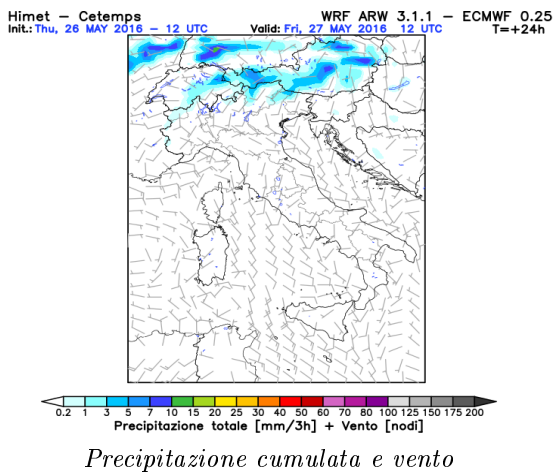 Himet – Cetemps WRF ARW 3.1.1 – ECMWF 0.25
Init.: Thu, 26 MAY 2016 – 12 UTC Valid: Fri, 27 MAY 2016 12 UTC T=+24h
0.2 1 3 5 7 10 15 20 25 30 40 50 60 70 80 100 125 150 175 200
Precipitazione totale [mm/3h] + Vento [nodi]
Precipitazione cumulata e vento